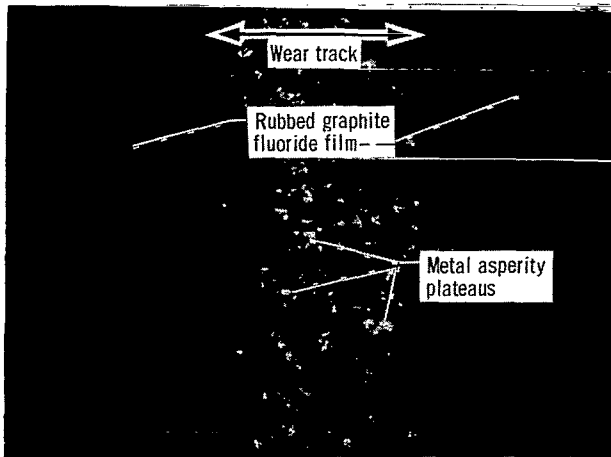 Wear track
Rubbed graphite
fluoride film
Metal asperity
plateaus